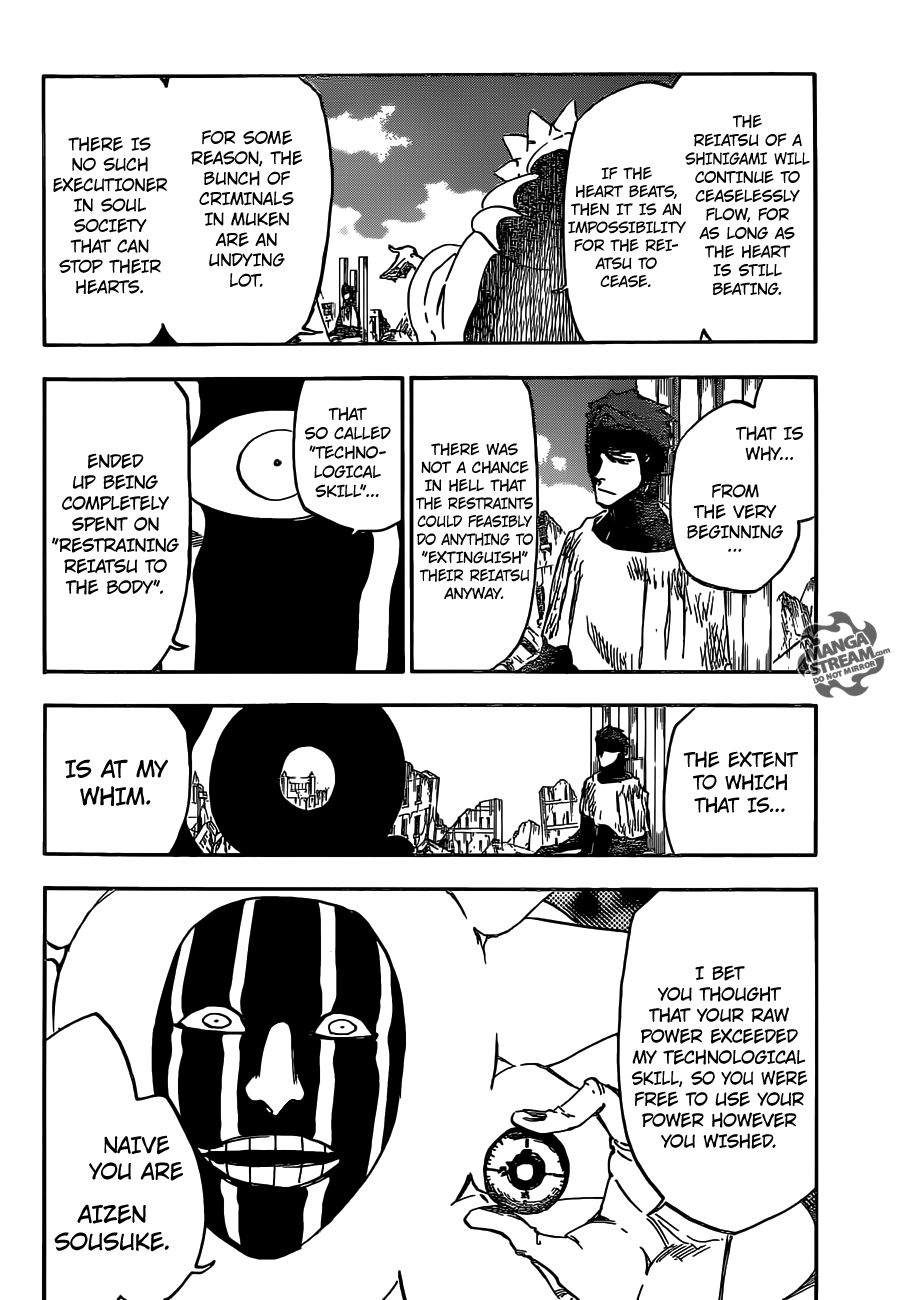 THE
REIATSU OF A
SHINIGAMI WILL
CONTINUE TO
CEASELESSLY
FLOW, FOR
AS LONG AS
THE HEART
IS STILL
BEATING.
IF THE
HEART BEATS,
THEN IT IS AN
IMPOSSIBILITY
FOR THE REI-
ATSU TO
CEASE.
FOR SOME
REASON, THE
BUNCH OF
CRIMINALS
IN MUKEN
ARE AN
UNDYING
LOT.
THERE IS
NO SUCH
EXECUTIONER
IN SOUL
SOCIETY
THAT CAN
STOP THEIR
HEARTS.
THAT IS
WHY...
FROM
THE VERY
BEGINNING
...
THERE WAS
NOT A CHANCE
IN HELL THAT
THE RESTRAINTS
COULD FEASIBLY
DO ANYTHING TO
"EXTINGUISH"
THEIR REIATSU
ANYWAY.
THAT
SO CALLED
"TECHNO-
LOGICAL
SKILL"...
ENDED
UP BEING
COMPLETELY
SPENT ON
"RESTRAINING
REIATSU TO
THE BODY".
MANGA
STREAM.com
DO NOT MIRROR
THE EXTENT
TO WHICH
THAT IS...
IS AT MY
WHIM.
I BET
YOU THOUGHT
THAT YOUR RAW
POWER EXCEEDED
MY TECHNOLOGICAL
SKILL, SO YOU WERE
FREE TO USE YOUR
POWER HOWEVER
YOU WISHED.
NAIVE
YOU ARE
AIZEN
SOUSUKE.